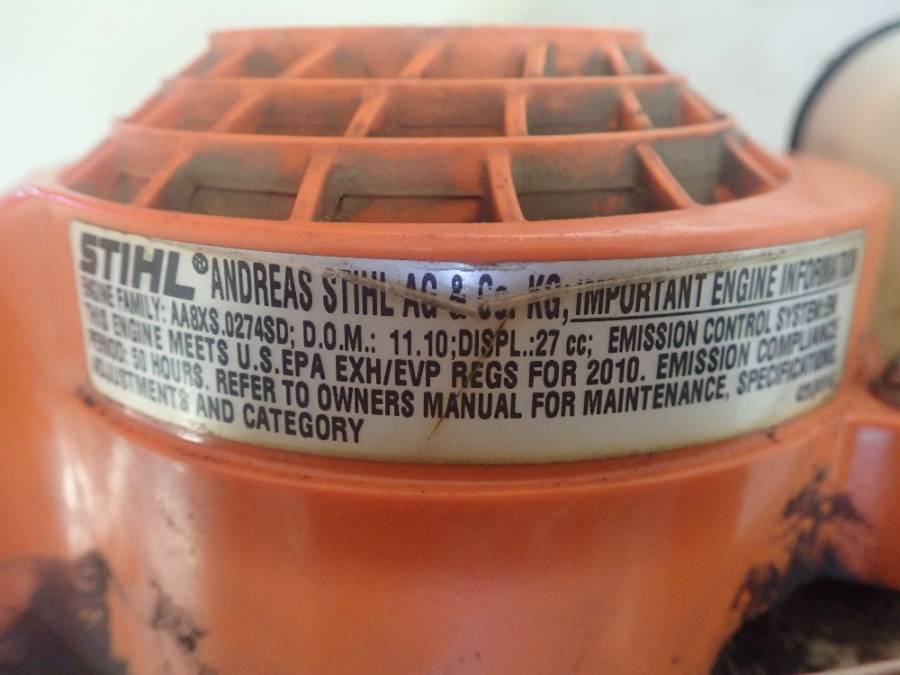 STIHL® ANDREAS STIHL AG & Co. KG; IMPORTANT ENGINE INFORMATION
ENGINE FAMILY: AA8XS.0274SD; D.O.M.: 11.10;DISPL.:27 cc; EMISSION CONTROL SYSTEM:EM
THIS ENGINE MEETS U.S.EPA EXH/EVP REGS FOR 2010. EMISSION COMPLIANCE
PERIOD: 50 HOURS. REFER TO OWNERS MANUAL FOR MAINTENANCE, SPECIFICATIONS,
ADJUSTMENTS AND CATEGORY